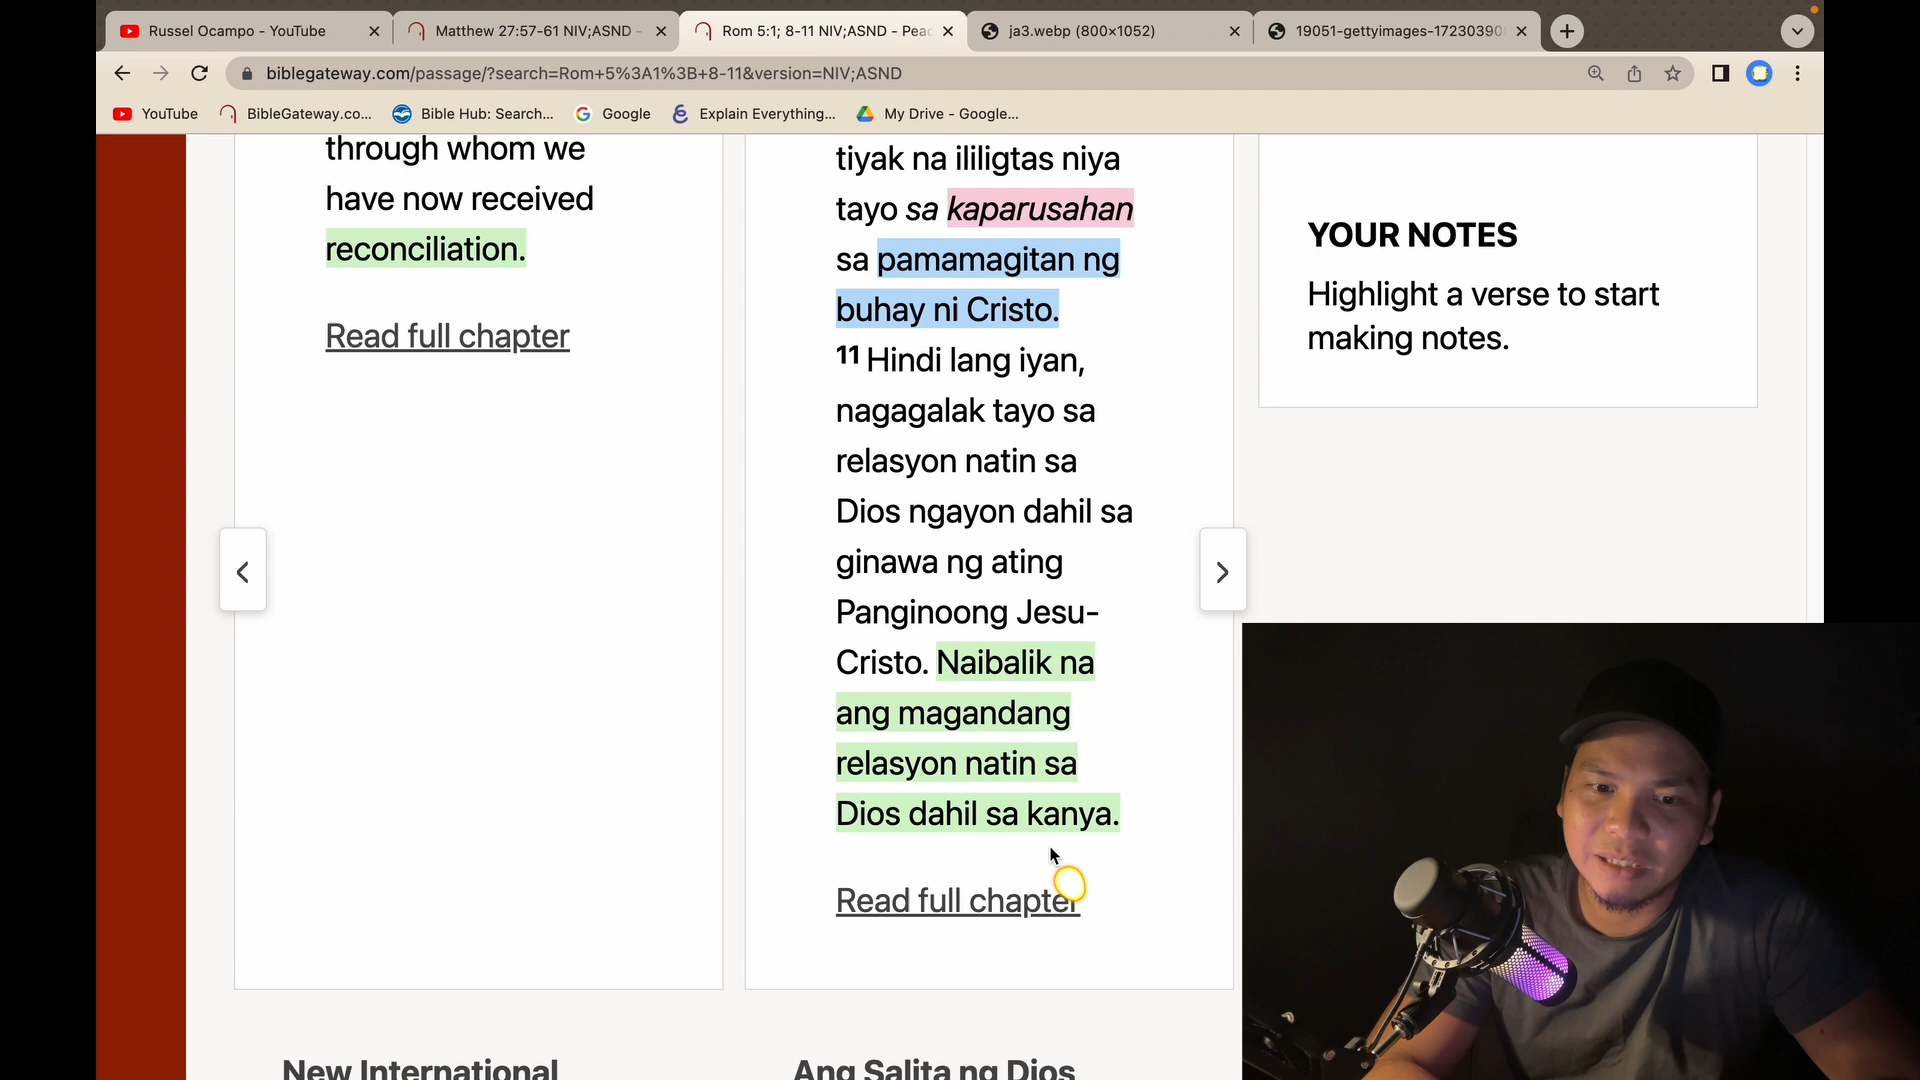 Russel Ocampo - YouTube
Matthew 27:57-61 NIV;ASND -
Rom 5:1; 8-11 NIV;ASND - Peac
ja3.webp (800×1052)
19051-gettyimages-172303901
biblegateway.com/passage/?search=Rom+5%3A1%3B+8-11&version=NIV;ASND
YouTube
BibleGateway.co...
Bible Hub: Search...
Google
Explain Everything...
My Drive - Google...
through whom we
have now received
reconciliation.
Read full chapter
tiyak na ililigtas niya
tayo sa kaparusahan
sa pamamagitan ng
buhay ni Cristo.
11 Hindi lang iyan,
nagagalak tayo sa
relasyon natin sa
Dios ngayon dahil sa
ginawa ng ating
Panginoong Jesu-
Cristo. Naibalik na
ang magandang
relasyon natin sa
Dios dahil sa kanya.
Read full chapter
YOUR NOTES
Highlight a verse to start
making notes.
New International
Ang Salita ng Dios